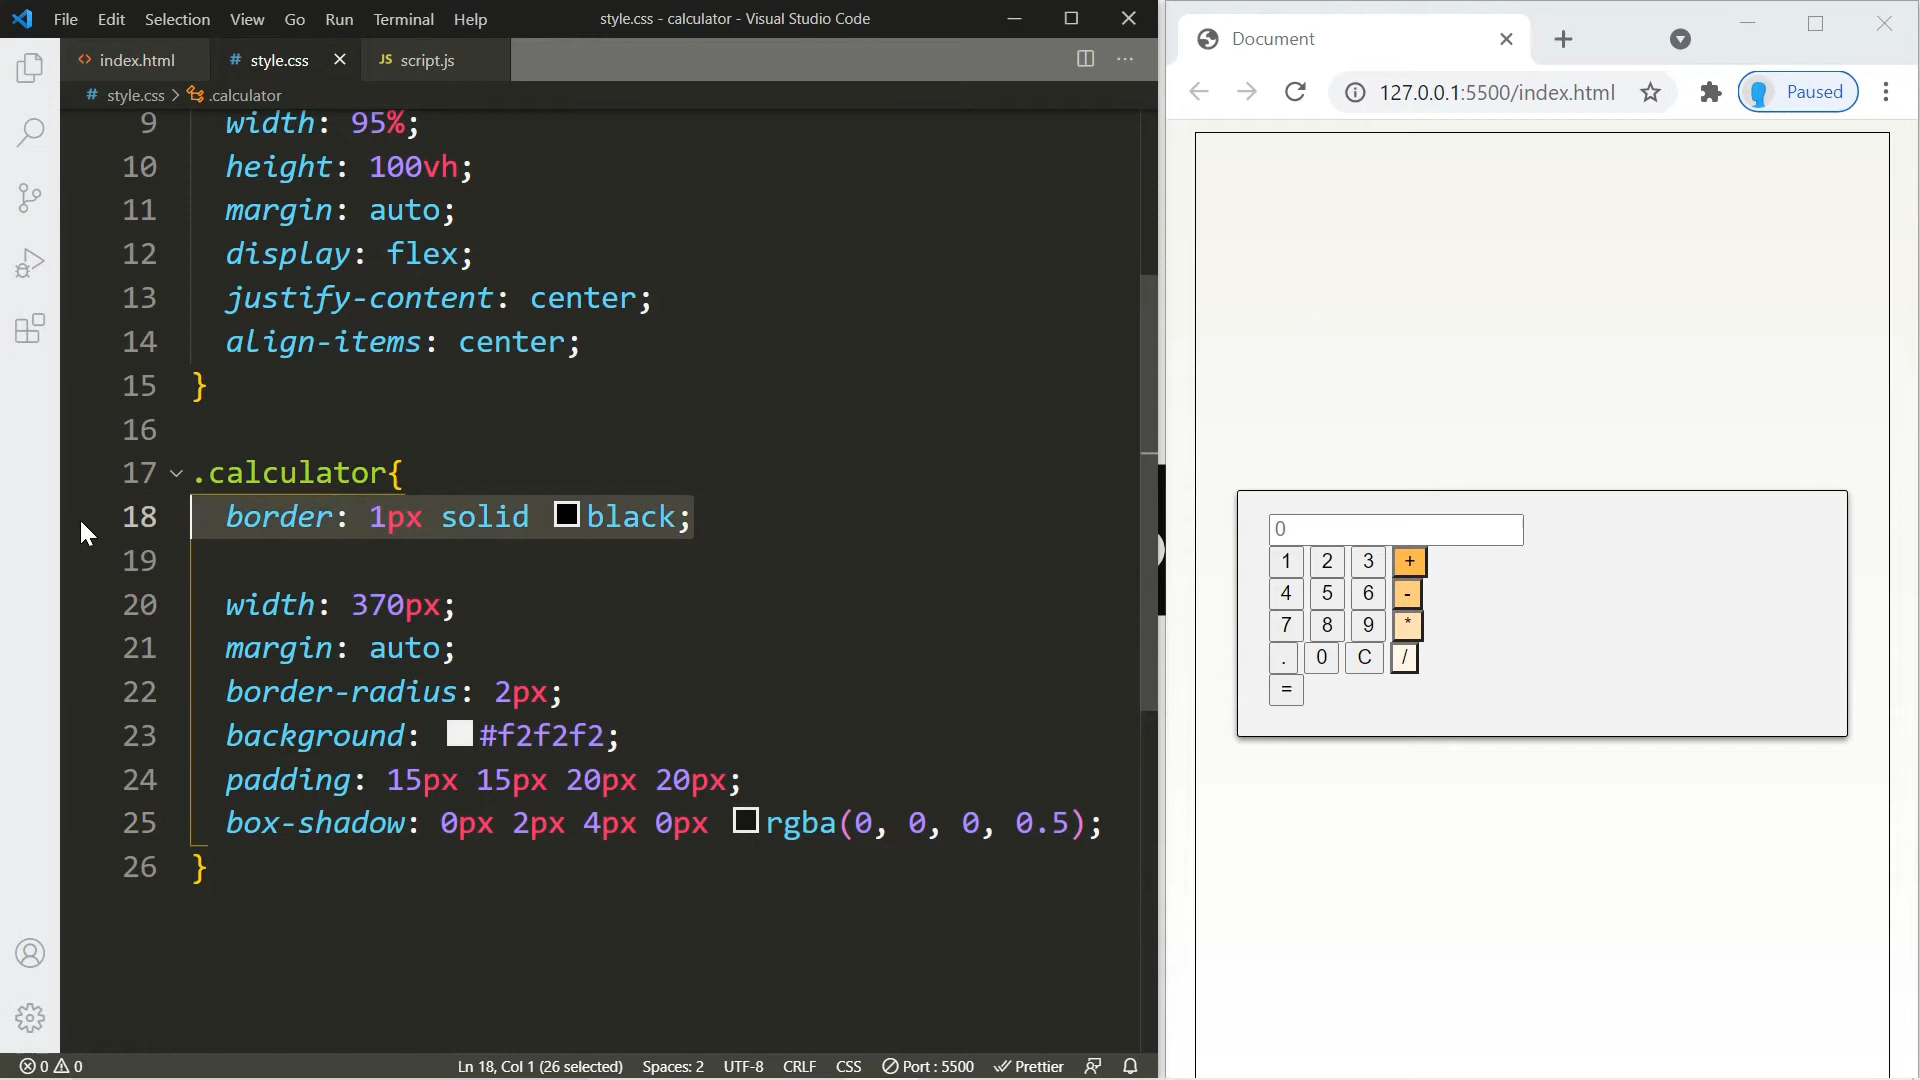 File Edit Selection View Go Run Terminal Help
style.css - calculator - Visual Studio Code
<> index.html # style.css JS script.js
# style.css > .calculator
9 width: 95%;
10 height: 100vh;
11 margin: auto;
12 display: flex;
13 justify-content: center;
14 align-items: center;
15 }
16
17 .calculator{
18 border: 1px solid black;
19
20 width: 370px;
21 margin: auto;
22 border-radius: 2px;
23 background: #f2f2f2;
24 padding: 15px 15px 20px 20px;
25 box-shadow: 0px 2px 4px 0px rgba(0, 0, 0, 0.5);
26 }
0 0 Ln 18, Col 1 (26 selected) Spaces: 2 UTF-8 CRLF CSS Port : 5500 Prettier
Document
127.0.0.1:5500/index.html
Paused
0
1 2 3 +
4 5 6 -
7 8 9 *
. 0 C /
=